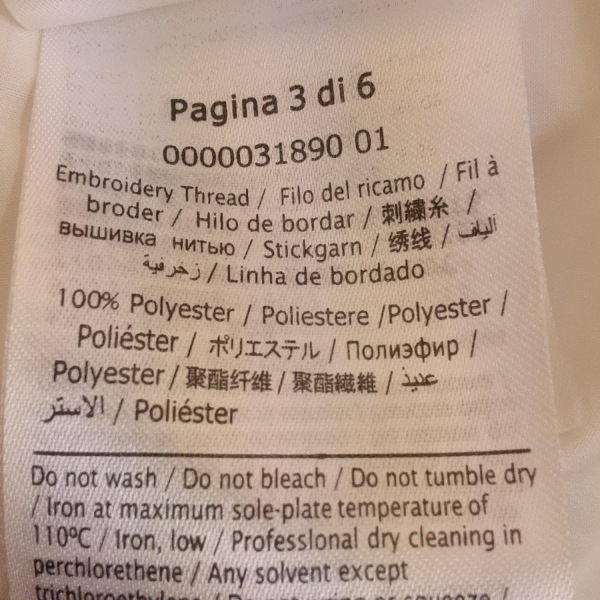 Pagina 3 di 6
0000031890 01
Embroidery Thread / Filo del ricamo / Fil à
broder / Hilo de bordar / 刺繍糸 /
вышивка нитью / Stickgarn / 绣线 / ألياف
زخرفية / Linha de bordado
100% Polyester / Poliestere /Polyester /
Poliéster / ポリエステル / Полиэфир /
Polyester / 聚酯纤维 / 聚酯纖維 /
الاستر / Poliéster
Do not wash / Do not bleach / Do not tumble dry
/ Iron at maximum sole-plate temperature of
110ºC / Iron, low / Professional dry cleaning in
perchlorethene / Any solvent except
trichloroethylene /